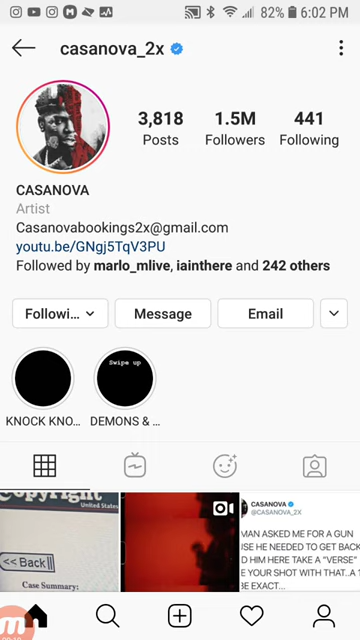 82% 6:02 PM
casanova_2x
3,818
1.5M
441
Posts
Followers
Following
CASANOVA
Artist
Casanovabookings2x@gmail.com
youtu.be/GNgj5TqV3PU
Followed by marlo_mlive, iainthere and 242 others
Followi...
Message
Email
Swipe up
KNOCK KNO...
DEMONS & ...
Copyright
United States
<< Back
Case Summary:
CASANOVA
@CASANOVA_2X
MAN ASKED ME FOR A GUN
USE HE NEEDED TO GET BACK
D HIM HERE TAKE A "VERSE"
E YOUR SHOT WITH THAT...A 1
BE EXACT...